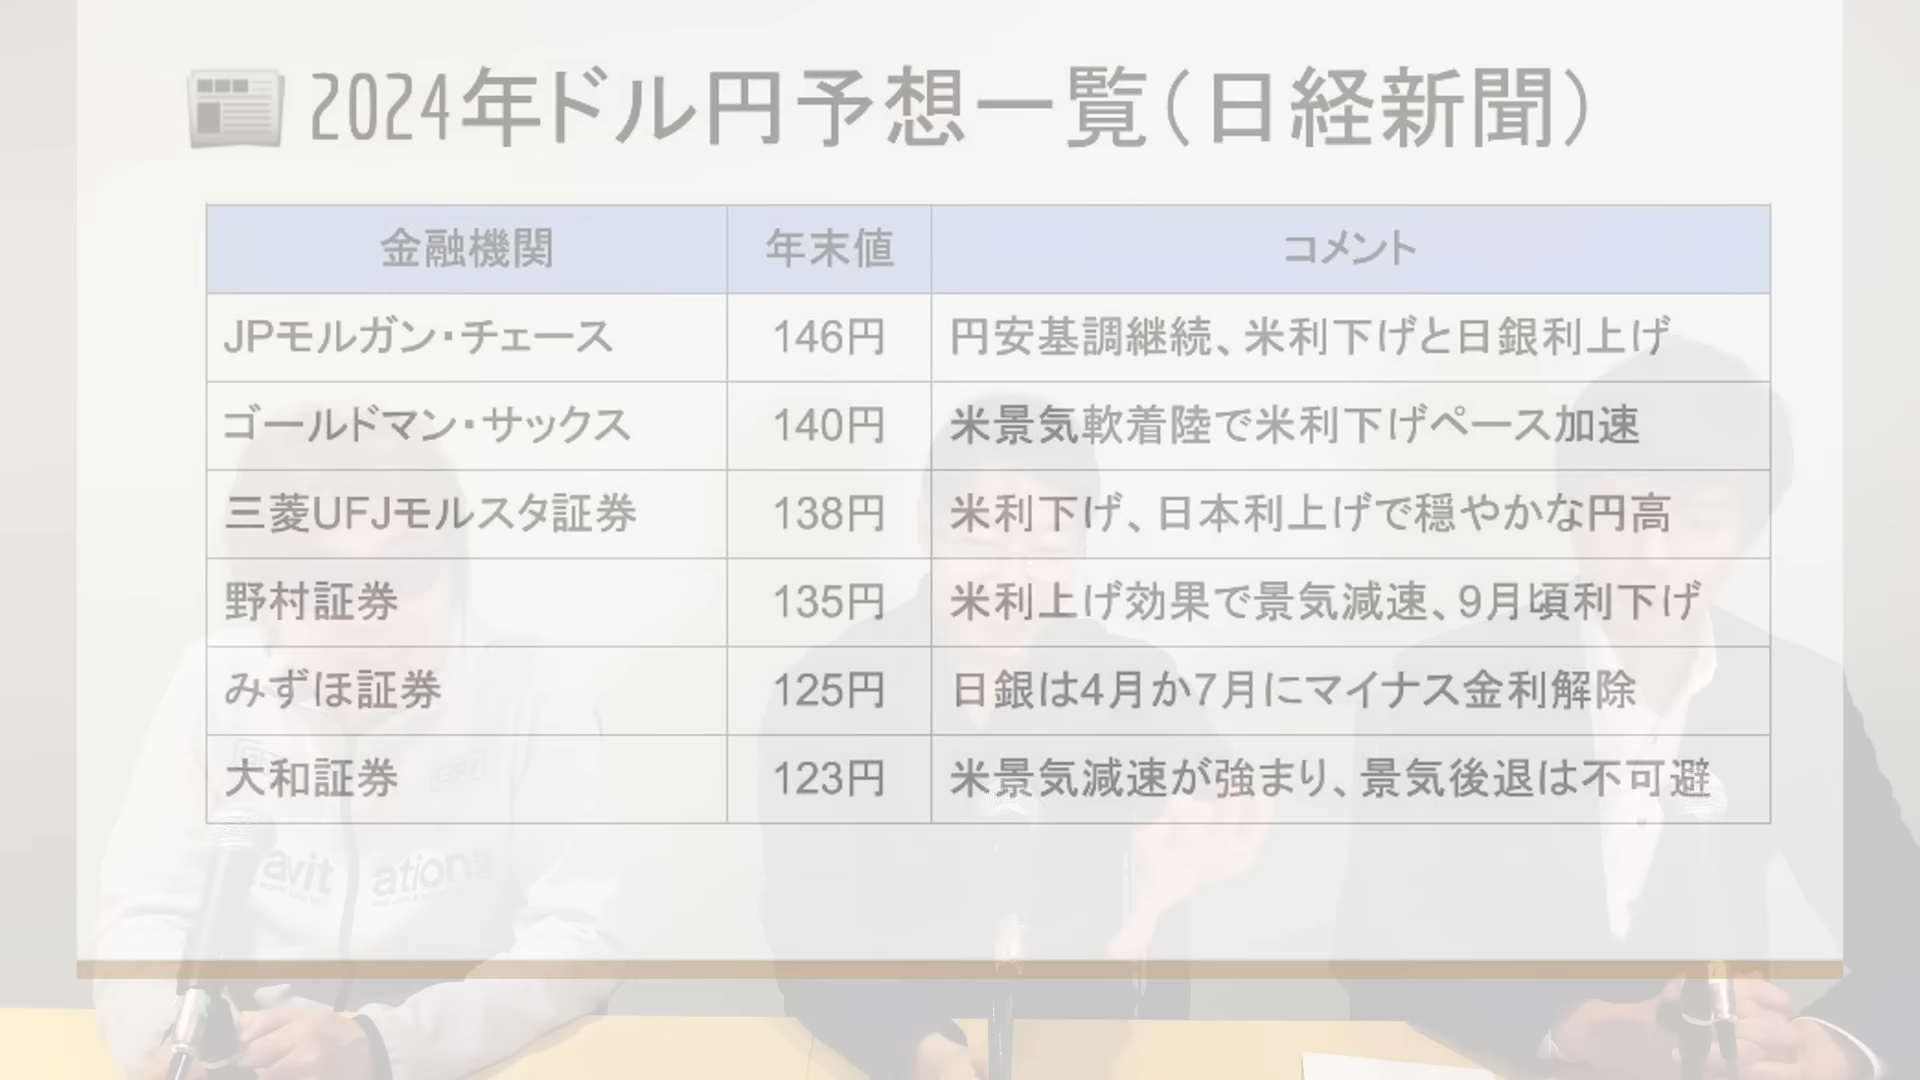 2024年ドル円予想一覧(日経新聞)
金融機関 年末値 コメント
JPモルガン・チェース 146円 円安基調継続、米利下げと日銀利上げ
ゴールドマン・サックス 140円 米景気軟着陸で米利下げペース加速
三菱UFJモルスタ証券 138円 米利下げ、日本利上げで穏やかな円高
野村証券 135円 米利上げ効果で景気減速、9月頃利下げ
みずほ証券 125円 日銀は4月か7月にマイナス金利解除
大和証券 123円 米景気減速が強まり、景気後退は不可避
avit ation